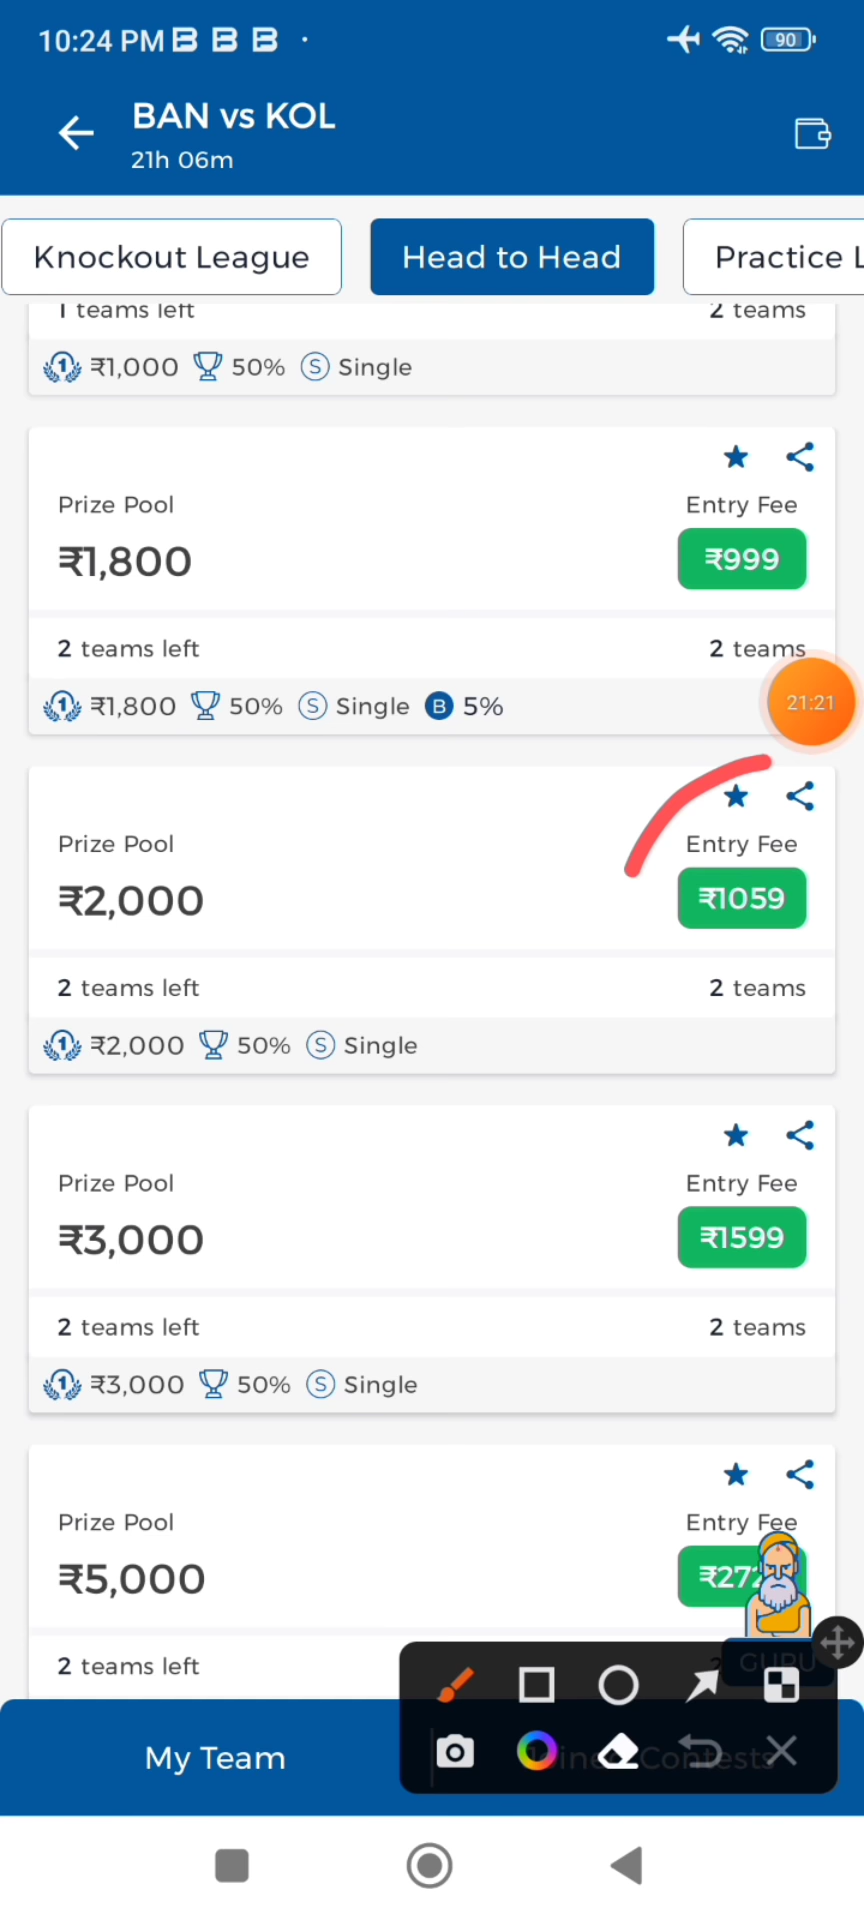 10:24 PM
90
BAN vs KOL
21h 06m
Knockout League
Head to Head
Practice L
1 teams left
2 teams
₹1,000 50% S Single
Prize Pool
Entry Fee
₹1,800
₹999
2 teams left
2 teams
₹1,800 50% S Single B 5%
21:21
Prize Pool
Entry Fee
₹2,000
₹1059
2 teams left
2 teams
₹2,000 50% S Single
Prize Pool
Entry Fee
₹3,000
₹1599
2 teams left
2 teams
₹3,000 50% S Single
Prize Pool
Entry Fee
₹5,000
2 teams left
GURU
My Team
Contests